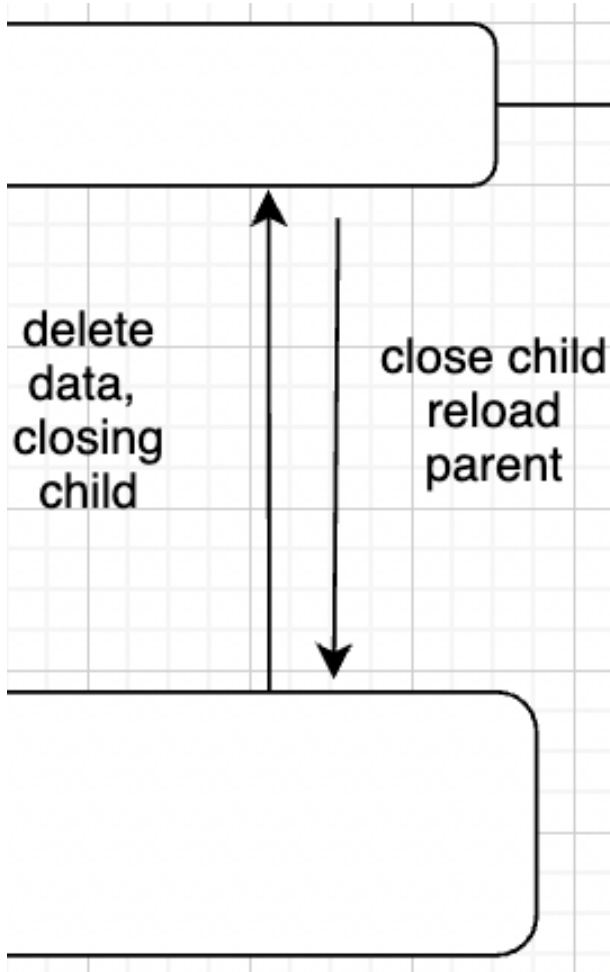 delete
data,
closing
child
close child
reload
parent